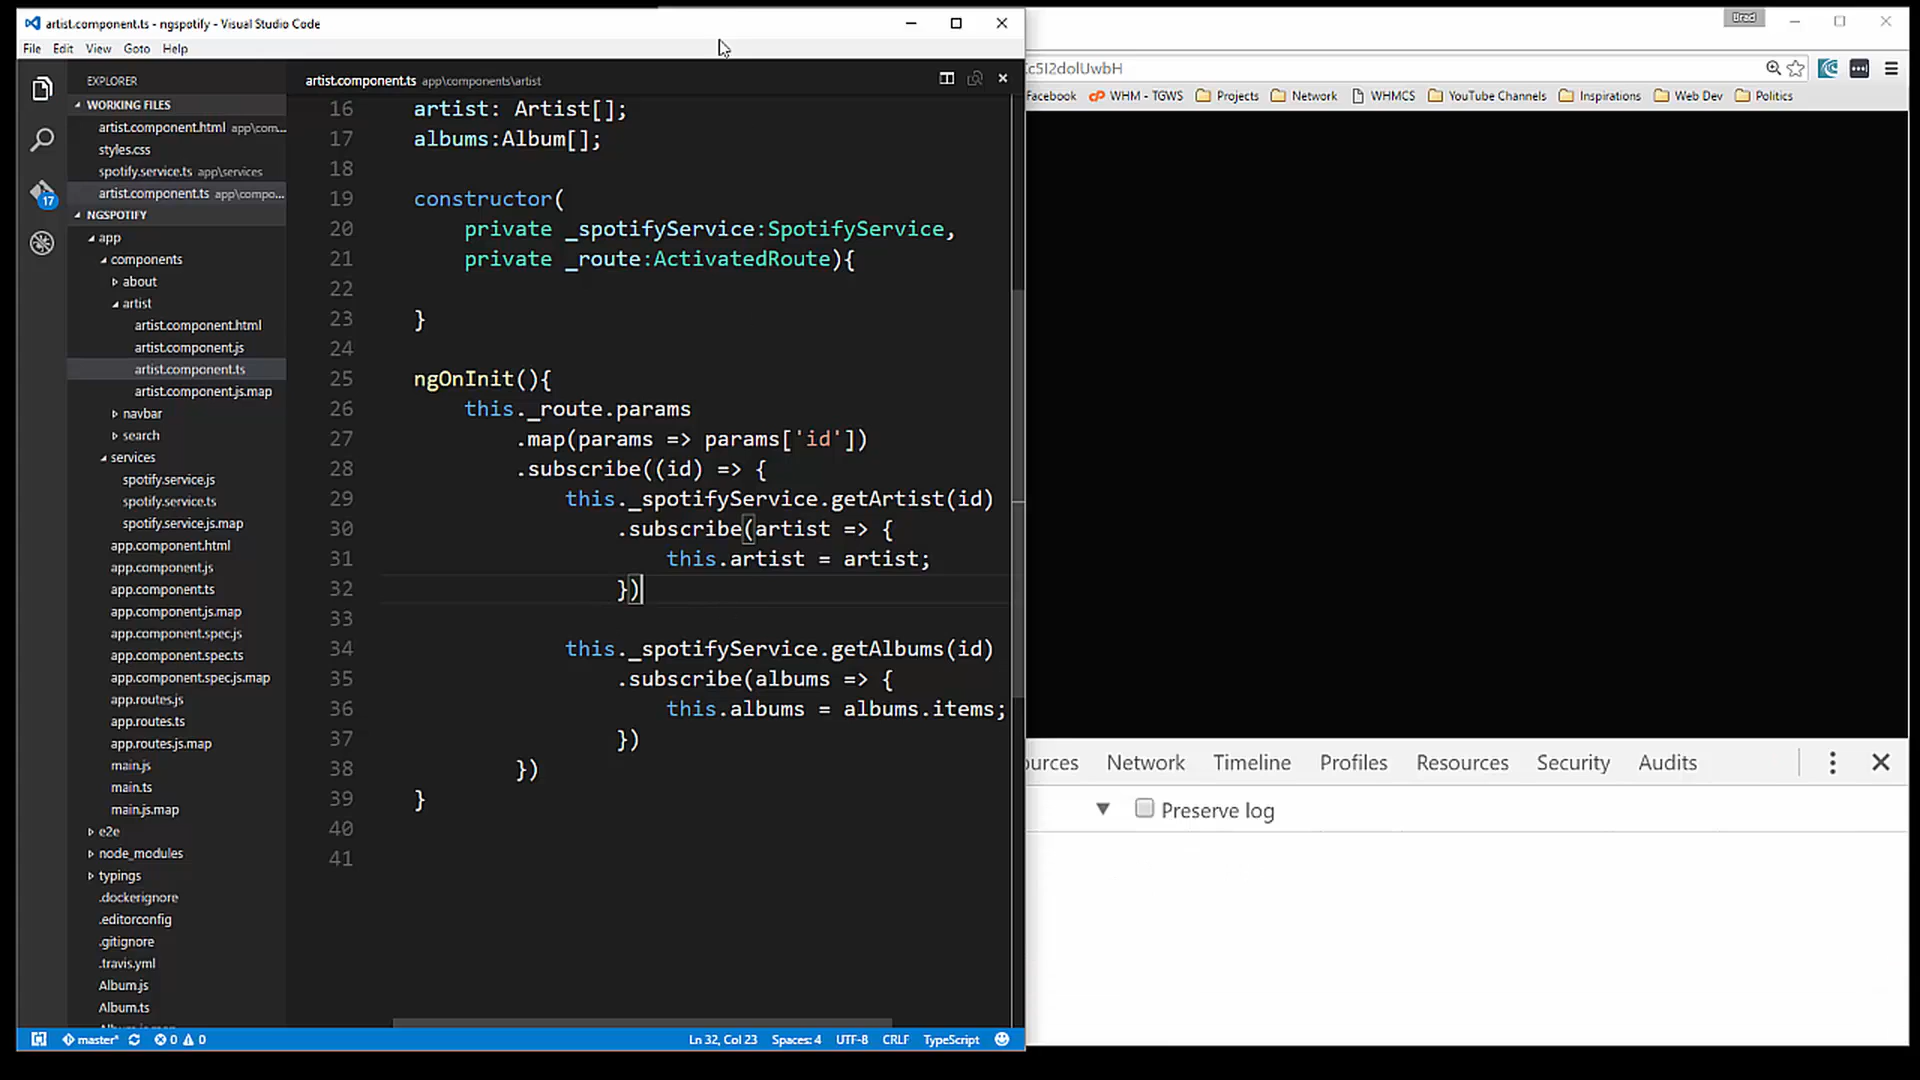 artist.component.ts - ngspotify - Visual Studio Code
File Edit View Goto Help
EXPLORER
WORKING FILES
artist.component.html app\com...
styles.css
spotify.service.ts app\services
artist.component.ts app\compo...
NGSPOTIFY
app
components
about
artist
artist.component.html
artist.component.js
artist.component.ts
artist.component.js.map
navbar
search
services
spotify.service.js
spotify.service.ts
spotify.service.js.map
app.component.html
app.component.js
app.component.ts
app.component.js.map
app.component.spec.js
app.component.spec.ts
app.component.spec.js.map
app.routes.js
app.routes.ts
app.routes.js.map
main.js
main.ts
main.js.map
e2e
node_modules
typings
.dockerignore
.editorconfig
.gitignore
.travis.yml
Album.js
Album.ts
17
artist.component.ts app\components\artist
16 artist: Artist[];
17 albums:Album[];
18
19 constructor(
20 private _spotifyService:SpotifyService,
21 private _route:ActivatedRoute){
22
23 }
24
25 ngOnInit(){
26 this._route.params
27 .map(params => params['id'])
28 .subscribe((id) => {
29 this._spotifyService.getArtist(id)
30 .subscribe(artist => {
31 this.artist = artist;
32 })
33
34 this._spotifyService.getAlbums(id)
35 .subscribe(albums => {
36 this.albums = albums.items;
37 })
38 })
39 }
40
41
master* 0 0 Ln 32, Col 23 Spaces: 4 UTF-8 CRLF TypeScript
Brad
c5I2dolUwbH
Facebook WHM - TGWS Projects Network WHMCS YouTube Channels Inspirations Web Dev Politics
ources Network Timeline Profiles Resources Security Audits
Preserve log